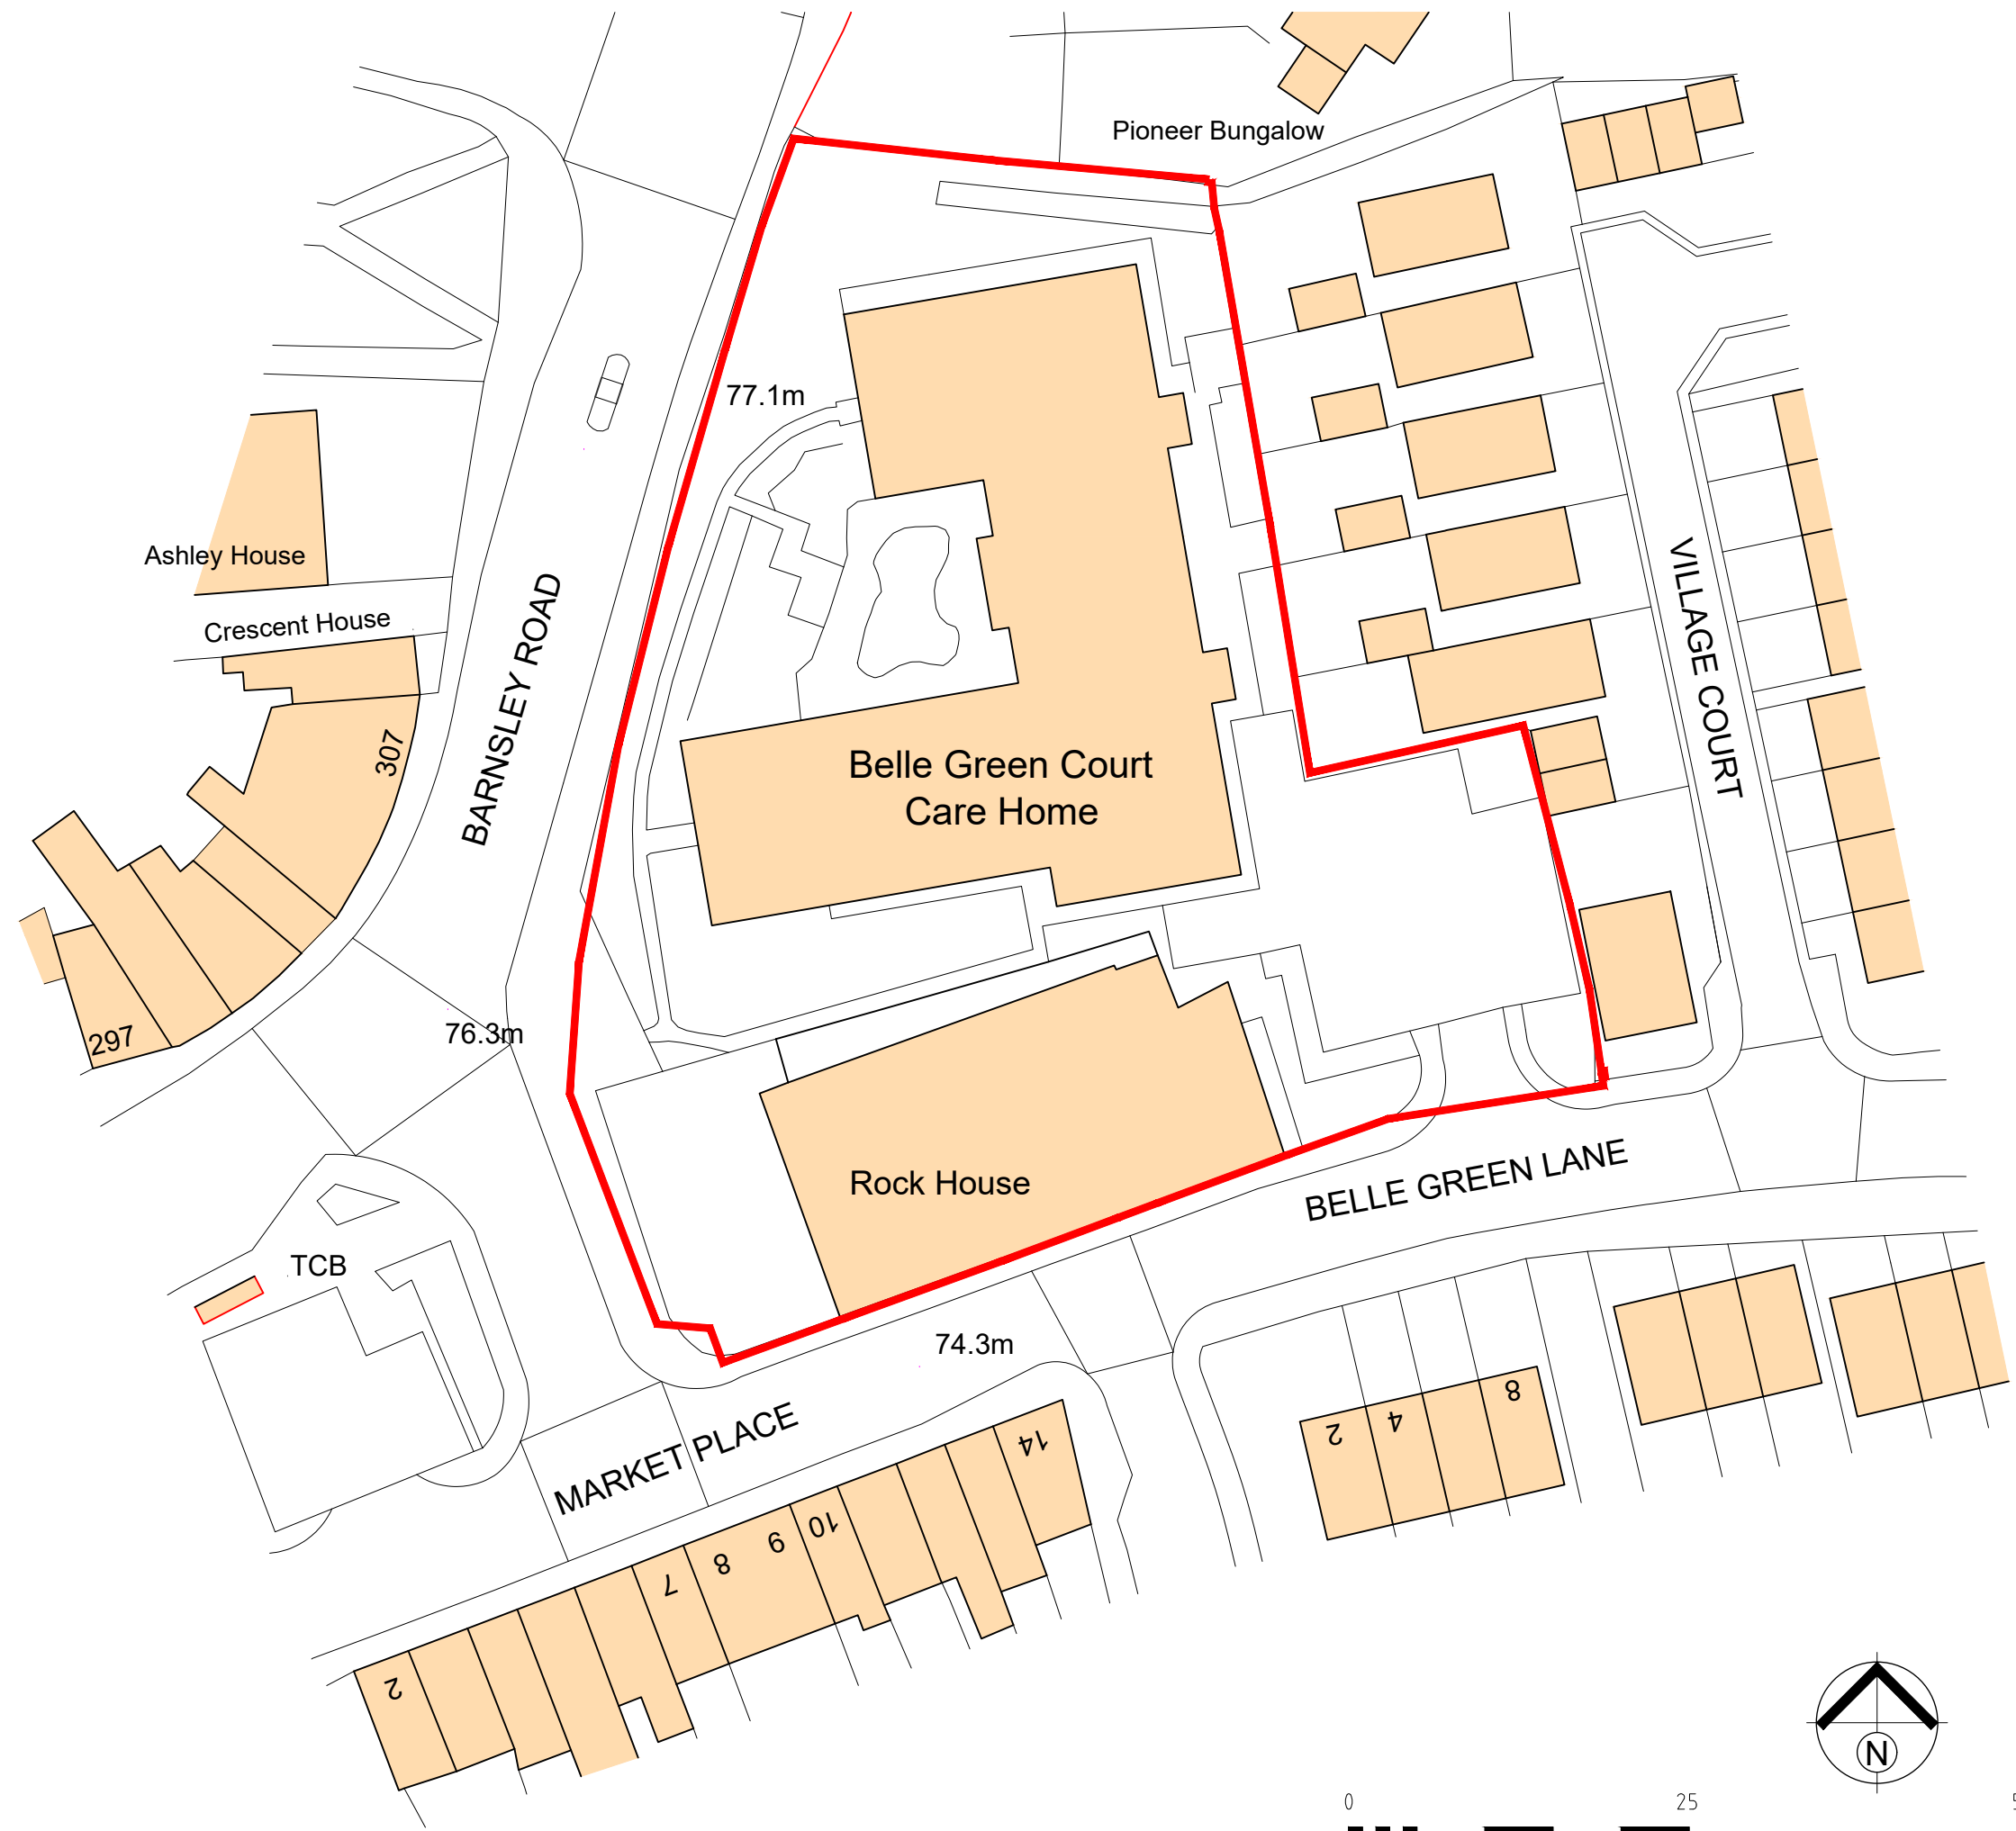 Pioneer Bungalow
77.1m
Ashley House
Crescent House
BARNSLEY ROAD
VILLAGE COURT
307
Belle Green Court
Care Home
297
76.3m
Rock House
BELLE GREEN LANE
TCB
74.3m
MARKET PLACE
2
4
8
14
10
9
8
7
2
N
0
25